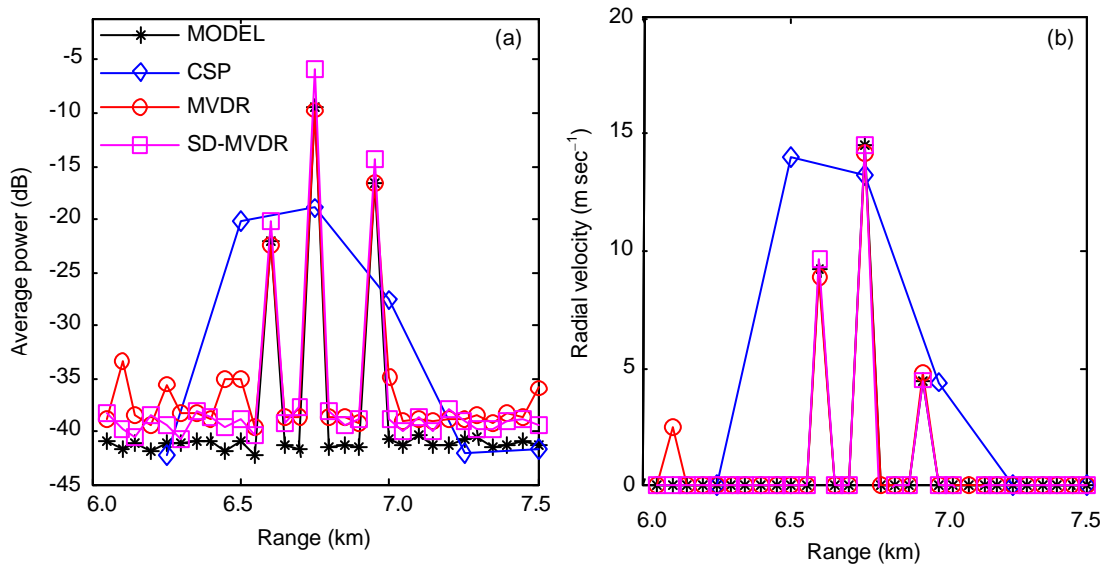 (a)
MODEL
CSP
MVDR
SD-MVDR
Average power (dB)
-5
-10
-15
-20
-25
-30
-35
-40
-45
6.0 6.5 7.0 7.5
Range (km)
(b)
Radial velocity (m sec⁻¹)
20
15
10
5
0
6.0 6.5 7.0 7.5
Range (km)